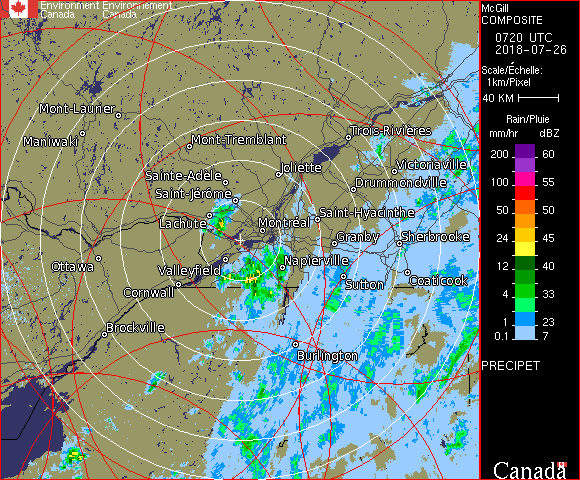 Environment Environnement
Canada Canada
McGill
COMPOSITE
0720 UTC
2018-07-26
Scale/Échelle:
1km/Pixel
40 KM
Rain/Pluie
mm/hr dBZ
200 60
100 55
50 50
24 45
12 40
4 33
1 23
0.1 7
PRECIPET
Canada
Mont-Laurier
Maniwaki
Mont-Tremblant
Trois-Rivières
Sainte-Adèle
Joliette
Victoriaville
Saint-Jérôme
Drummondville
Lachute
Montréal
Saint-Hyacinthe
Granby
Sherbrooke
Ottawa
Valleyfield
Napierville
Cornwall
Sutton
Coaticook
Brockville
Burlington